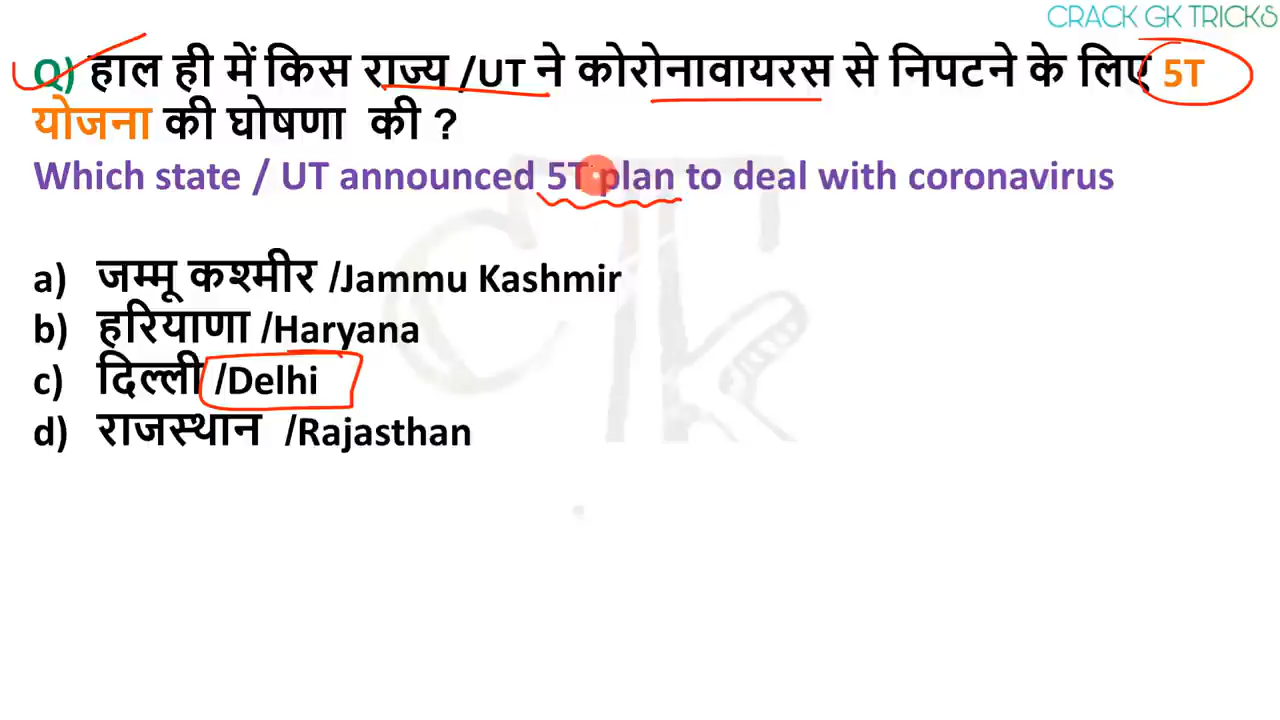 CRACK GK TRICKS
Q) हाल ही में किस राज्य /UT ने कोरोनावायरस से निपटने के लिए 5T
योजना की घोषणा की ?
Which state / UT announced 5T plan to deal with coronavirus
a) जम्मू कश्मीर /Jammu Kashmir
b) हरियाणा /Haryana
c) दिल्ली /Delhi
d) राजस्थान /Rajasthan
CTK